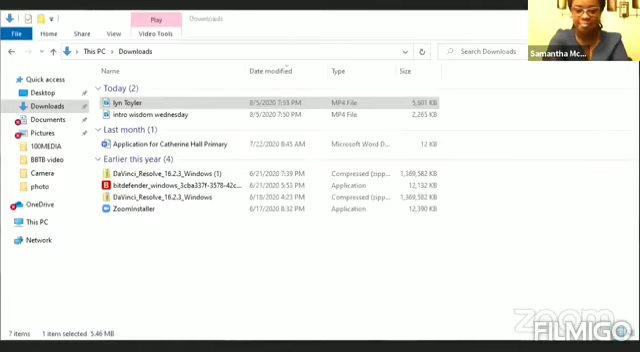 Play
Downloads
File Home Share View Video Tools
This PC > Downloads
Search Downloads
Samantha Mc...
Name Date modified Type Size
Quick access
Desktop
Downloads
Documents
Pictures
100MEDIA
BBTB video
Camera
photo
OneDrive
This PC
Network
Today (2)
lyn Toyler 8/5/2020 7:53 PM MP4 File 5,601 KB
intro wisdom wednesday 8/5/2020 7:50 PM MP4 File 2,265 KB
Last month (1)
Application for Catherine Hall Primary 7/22/2020 8:45 AM Microsoft Word D... 12 KB
Earlier this year (4)
DaVinci_Resolve_16.2.3_Windows (1) 6/21/2020 7:39 PM Compressed (zipp... 1,369,582 KB
bitdefender_windows_3cba337f-3578-42c... 6/21/2020 5:53 PM Application 12,132 KB
DaVinci_Resolve_16.2.3_Windows 6/18/2020 4:23 PM Compressed (zipp... 1,369,582 KB
ZoomInstaller 6/17/2020 8:32 PM Application 12,390 KB
7 items 1 item selected 5.46 MB
zoom
FILMIGO